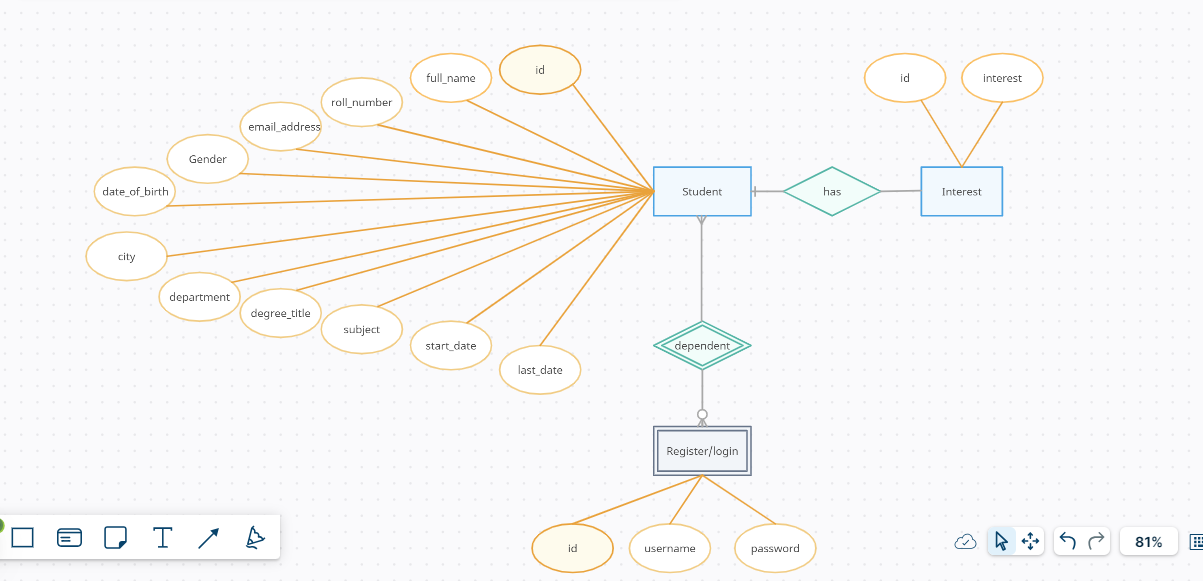 id
full_name
id
interest
roll_number
email_address
Gender
date_of_birth
Student
has
Interest
city
department
degree_title
subject
start_date
dependent
last_date
Register/login
id
username
password
T
81%